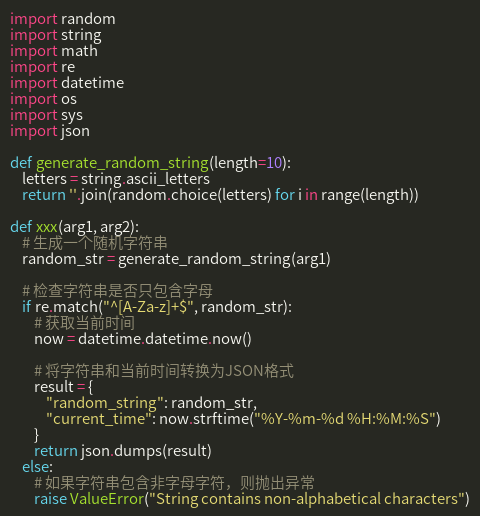 import random
import string
import math
import re
import datetime
import os
import sys
import json
def generate_random_string(length=10):
letters = string.ascii_letters
return ''.join(random.choice(letters) for i in range(length))
def xxx(arg1, arg2):
# 生成一个随机字符串
random_str = generate_random_string(arg1)
# 检查字符串是否只包含字母
if re.match("^[A-Za-z]+$", random_str):
# 获取当前时间
now = datetime.datetime.now()
# 将字符串和当前时间转换为JSON格式
result = {
"random_string": random_str,
"current_time": now.strftime("%Y-%m-%d %H:%M:%S")
}
return json.dumps(result)
else:
# 如果字符串包含非字母字符，则抛出异常
raise ValueError("String contains non-alphabetical characters")